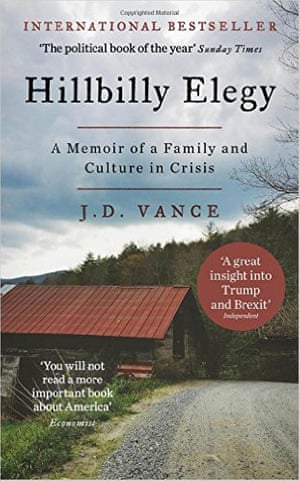 INTERNATIONAL BESTSELLER
‘The political book of the year’ Sunday Times
Hillbilly Elegy
A Memoir of a Family and
Culture in Crisis
J.D. VANCE
‘A great
insight into
Trump
and Brexit’
Independent
‘You will not
read a more
important book
about America’
Economist